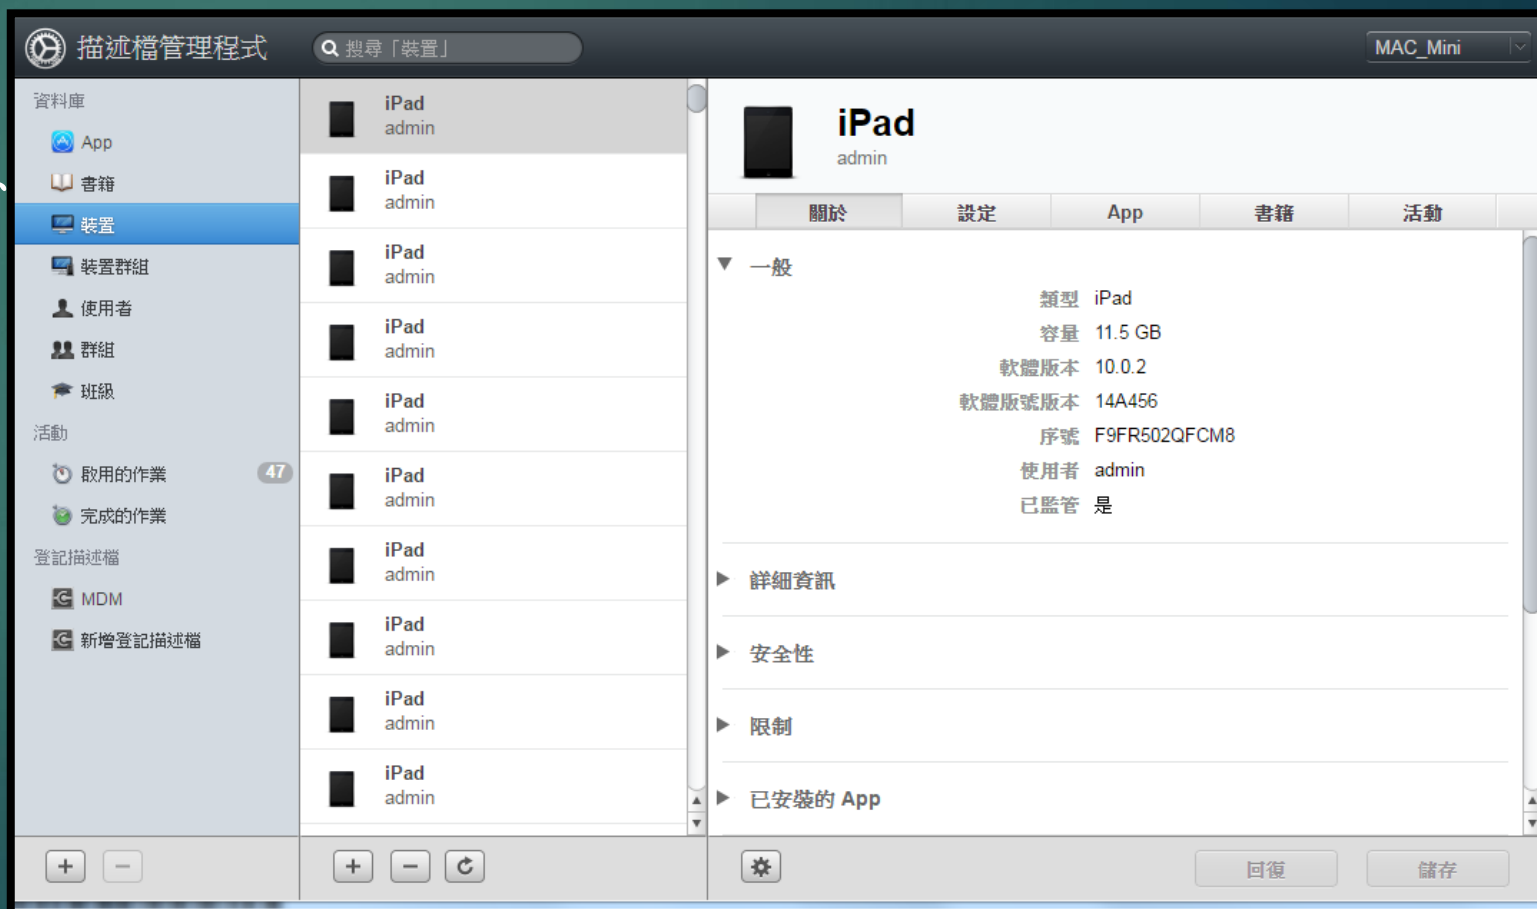 描述檔管理程式
搜尋「裝置」
MAC_Mini
資料庫
App
書籍
裝置
裝置群組
使用者
群組
班級
活動
啟用的作業 47
完成的作業
登記描述檔
MDM
新增登記描述檔
iPad
admin
iPad
admin
iPad
admin
iPad
admin
iPad
admin
iPad
admin
iPad
admin
iPad
admin
iPad
admin
iPad
admin
iPad
admin
關於 設定 App 書籍 活動
一般
類型 iPad
容量 11.5 GB
軟體版本 10.0.2
軟體版號版本 14A456
序號 F9FR502QFCM8
使用者 admin
已監管 是
詳細資訊
安全性
限制
已安裝的 App
回復 儲存